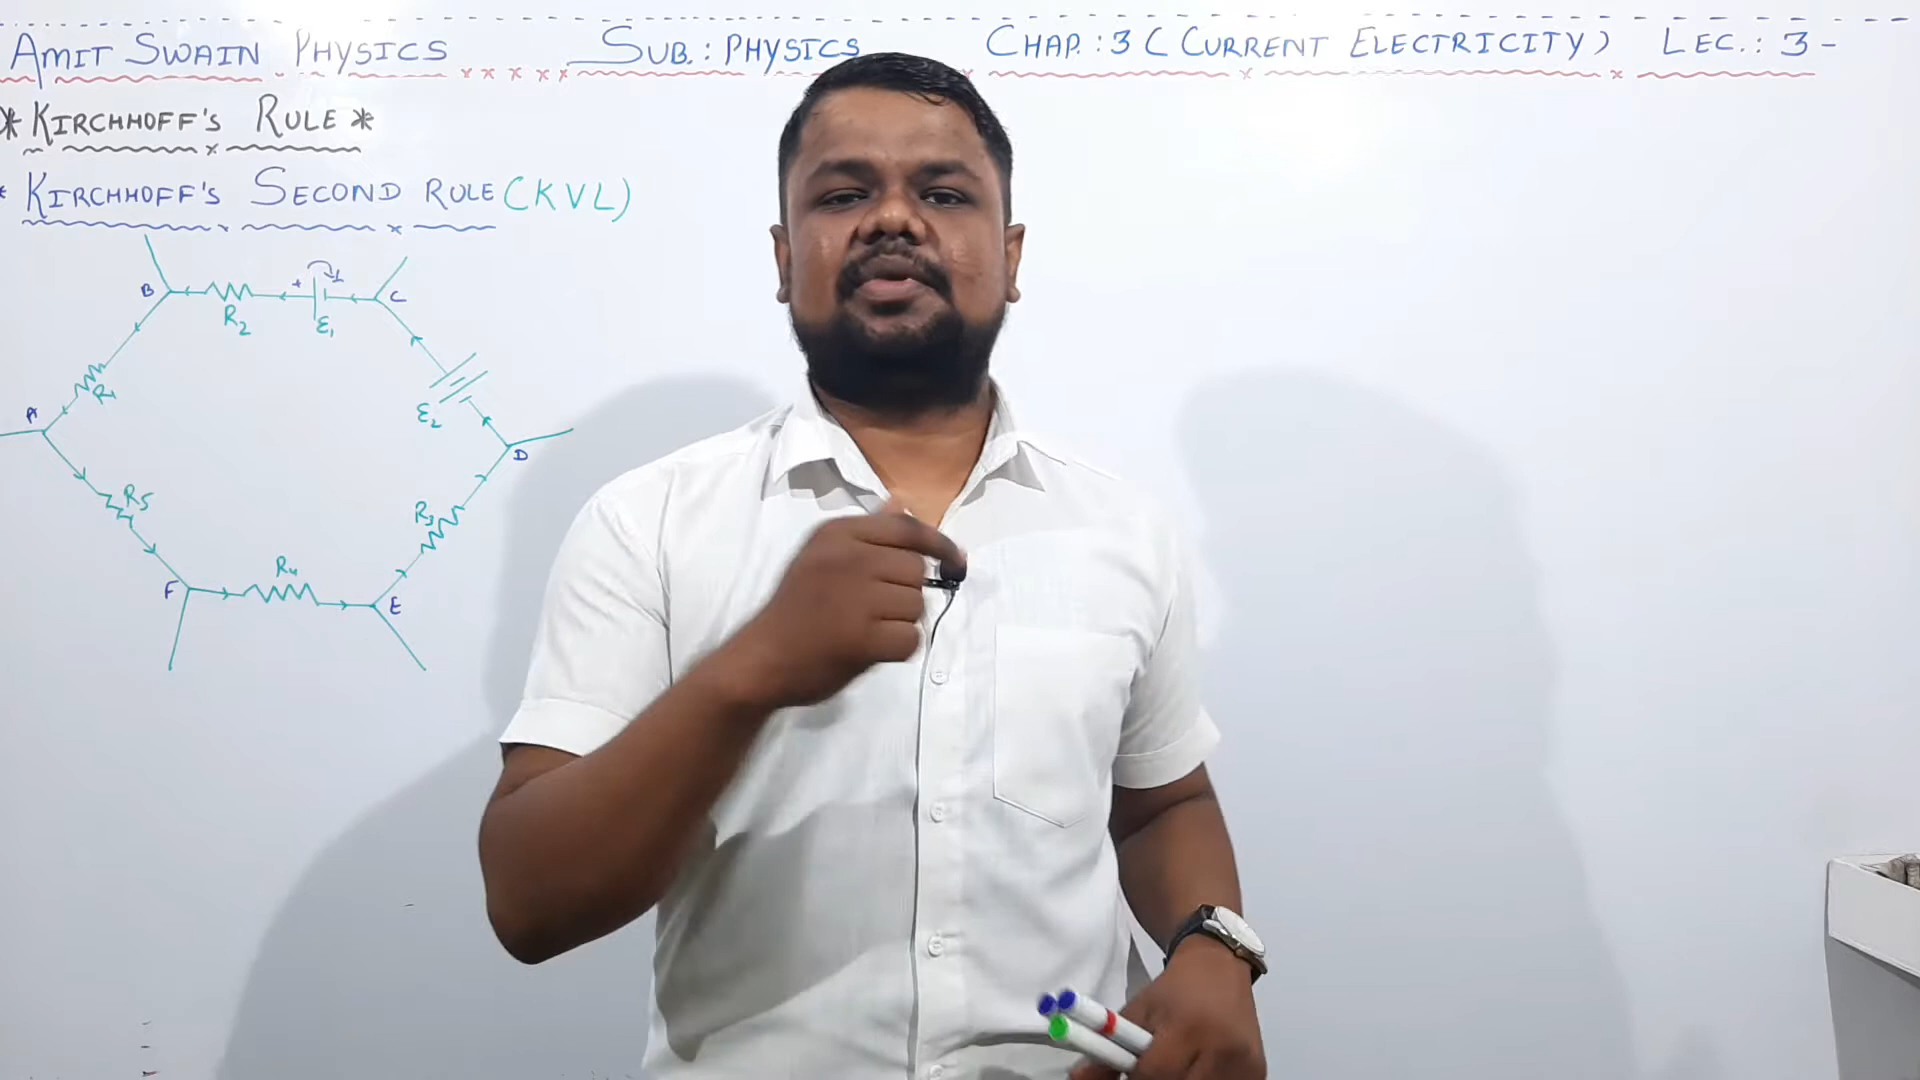 AMIT SWAIN PHYSICS SUB.: PHYSICS CHAP.: 3 (CURRENT ELECTRICITY) LEC.: 3-
* KIRCHHOFF'S RULE *
* KIRCHHOFF'S SECOND RULE (KVL)
B + C
R2 ε1
R1 ε2
A
D
R5 R3
R4
F E